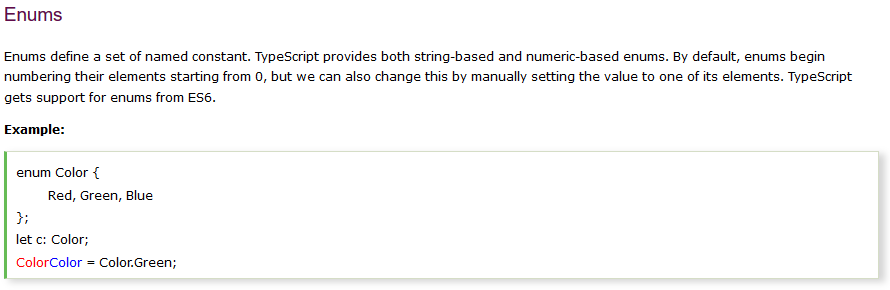 Enums
Enums define a set of named constant. TypeScript provides both string-based and numeric-based enums. By default, enums begin
numbering their elements starting from 0, but we can also change this by manually setting the value to one of its elements. TypeScript
gets support for enums from ES6.
Example:
enum Color {
Red, Green, Blue
};
let c: Color;
ColorColor = Color.Green;